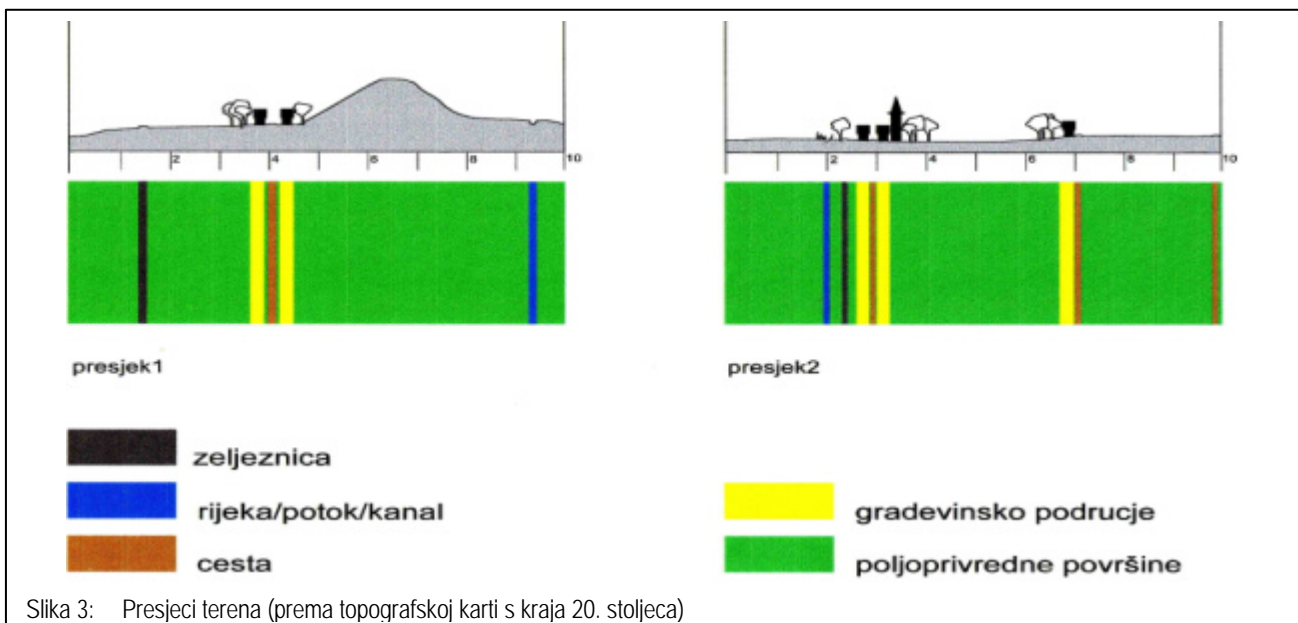 2 4 6 8 10
2 4 6 8 10
presjek1
presjek2
zeljeznica
rijeka/potok/kanal
cesta
gradevinsko podrucje
poljoprivredne površine
Slika 3: Presjeci terena (prema topografskoj karti s kraja 20. stoljeca)